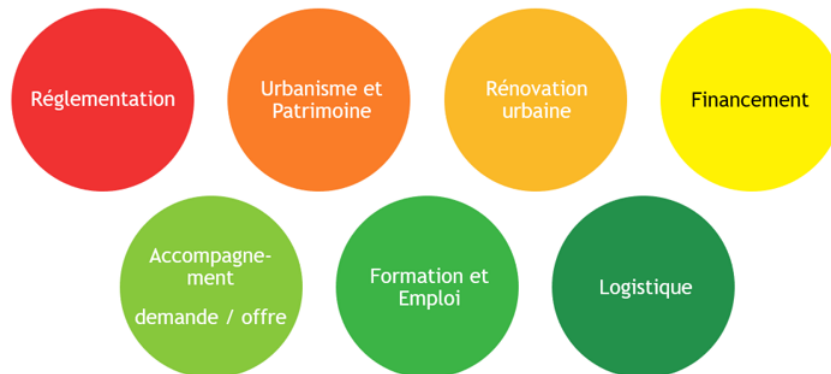 Réglementation
Urbanisme et
Patrimoine
Rénovation
urbaine
Financement
Accompagne-
ment
demande / offre
Formation et
Emploi
Logistique